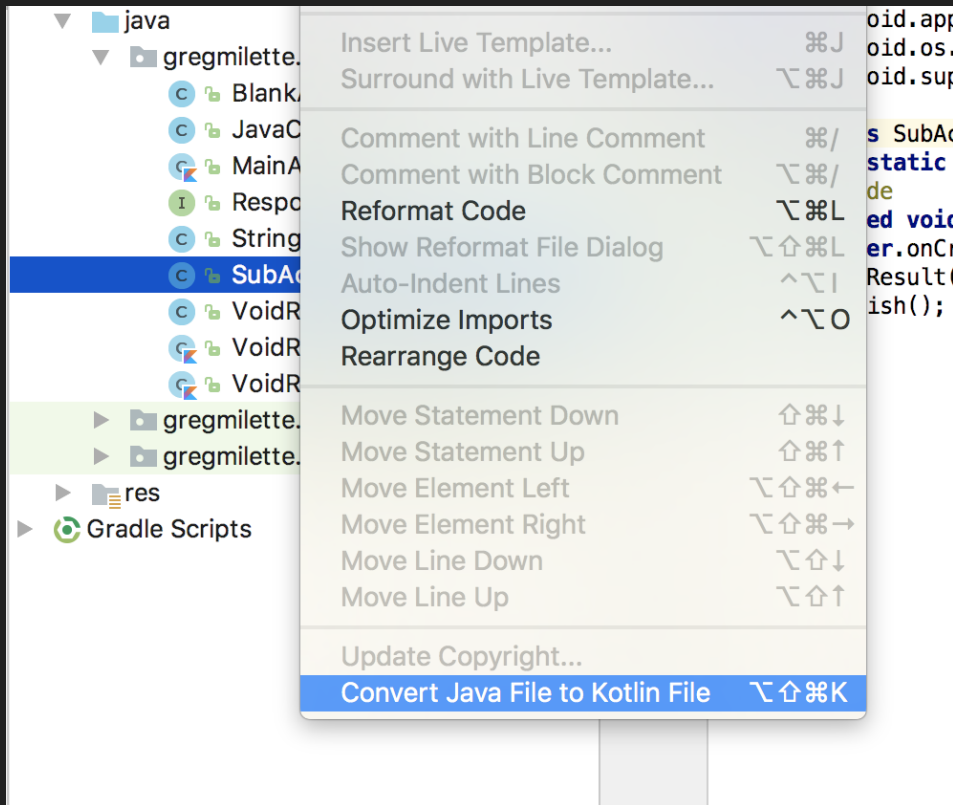 java
gregmilette.
BlankA
JavaC
MainA
Respo
String
SubAc
VoidR
VoidR
VoidR
gregmilette.
gregmilette.
res
Gradle Scripts
Insert Live Template... ⌘J
Surround with Live Template... ⌥⌘J
Comment with Line Comment ⌘/
Comment with Block Comment ⌥⌘/
Reformat Code ⌥⌘L
Show Reformat File Dialog ⌥⇧⌘L
Auto-Indent Lines ^⌥I
Optimize Imports ^⌥O
Rearrange Code
Move Statement Down ⇧⌘↓
Move Statement Up ⇧⌘↑
Move Element Left ⌥⇧⌘←
Move Element Right ⌥⇧⌘→
Move Line Down ⌥⇧↓
Move Line Up ⌥⇧↑
Update Copyright...
Convert Java File to Kotlin File ⌥⇧⌘K
oid.app
oid.os.
oid.sup
s SubAc
static
de
ed void
er.onCr
Result(
ish();